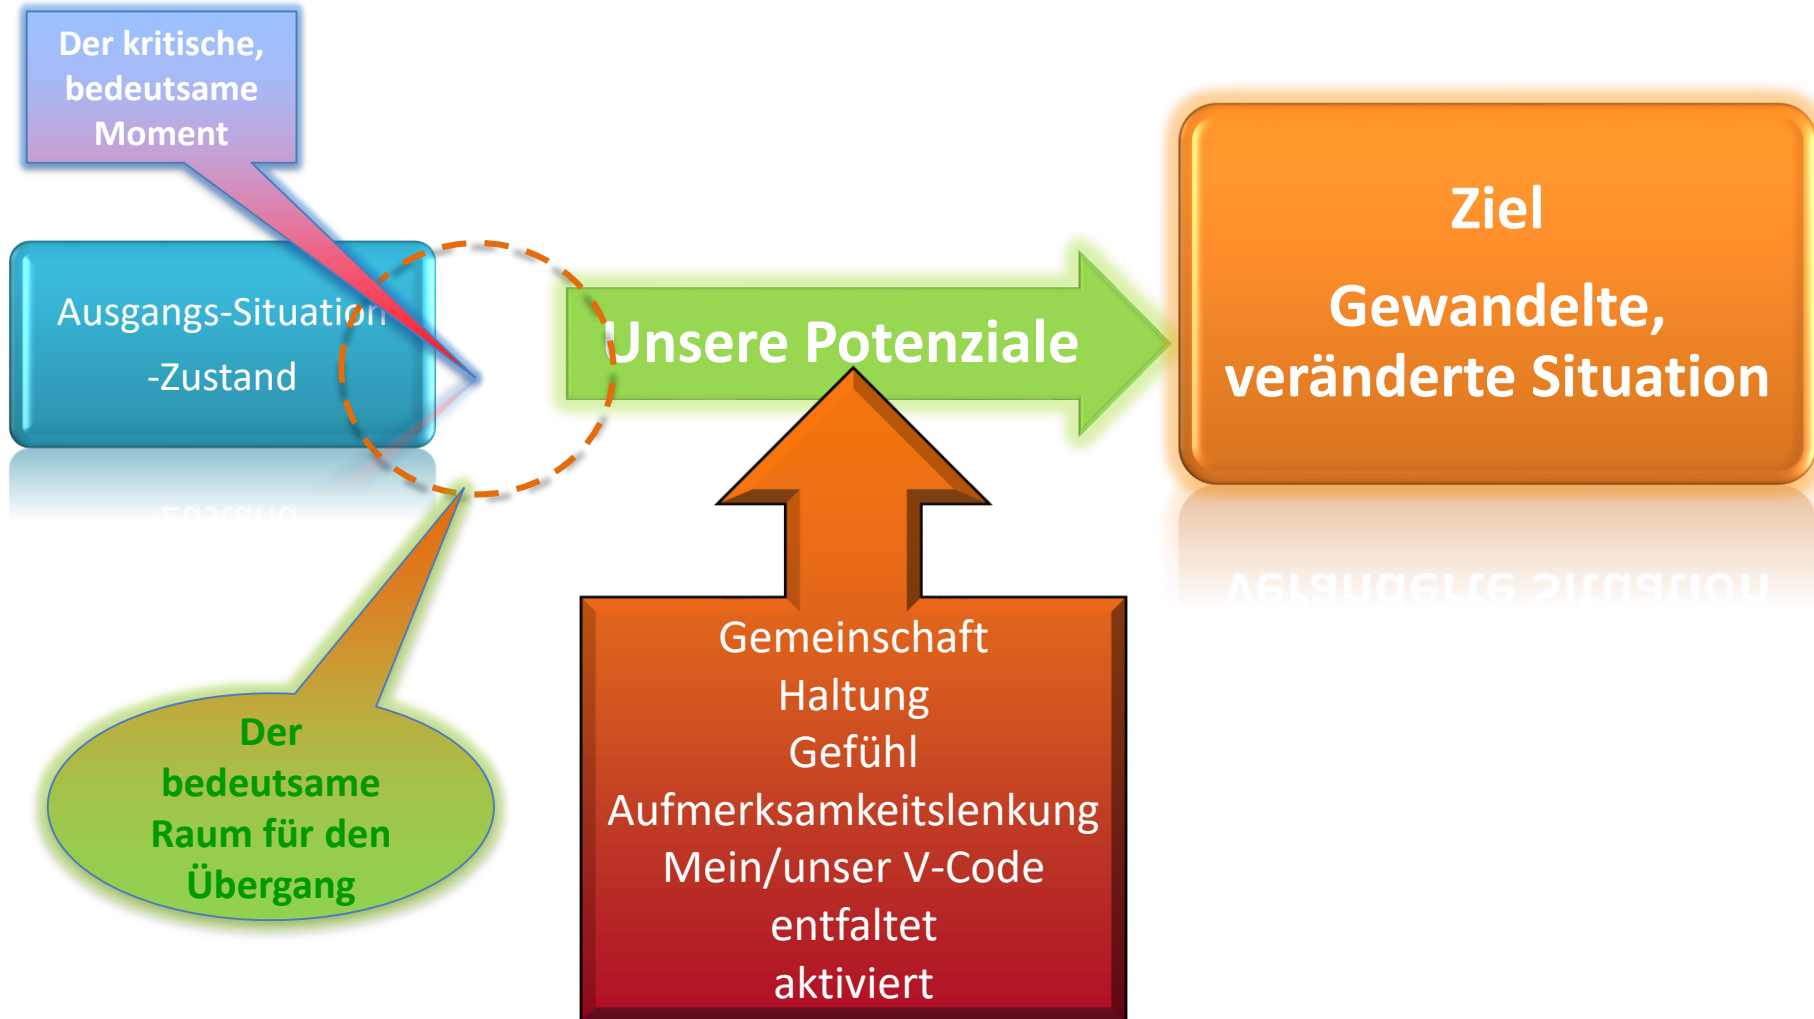 Der kritische,
bedeutsame
Moment
Ausgangs-Situation
-Zustand
Unsere Potenziale
Ziel
Gewandelte,
veränderte Situation
Der
bedeutsame
Raum für den
Übergang
Gemeinschaft
Haltung
Gefühl
Aufmerksamkeitslenkung
Mein/unser V-Code
entfaltet
aktiviert